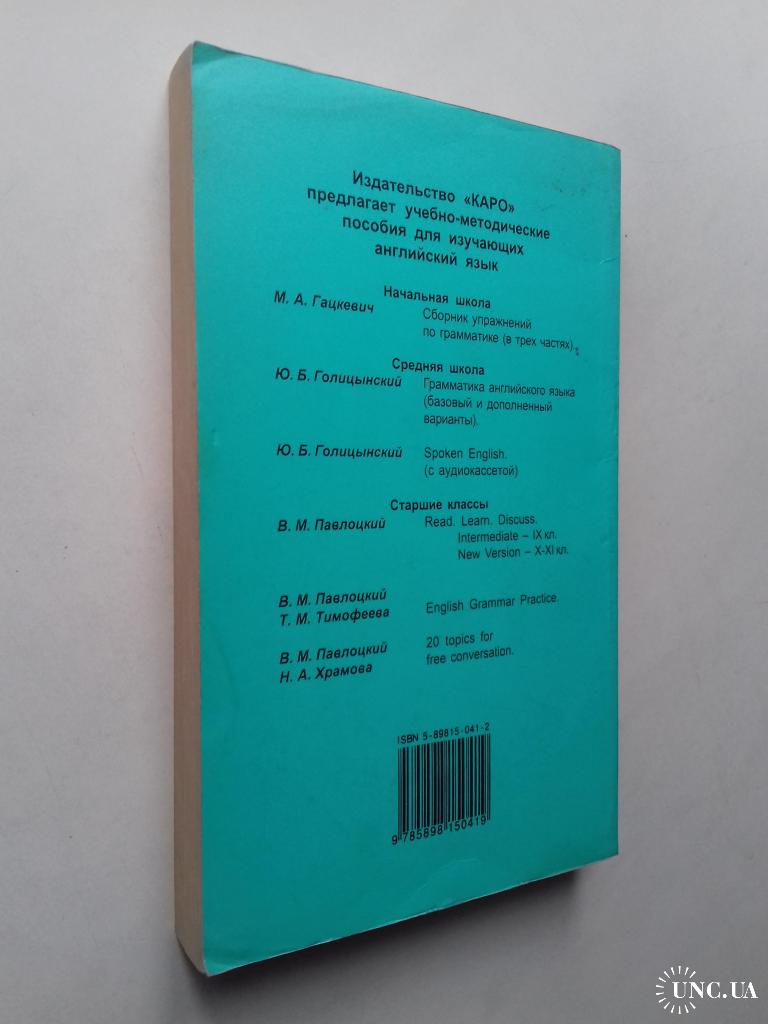 Издательство «КАРО»
предлагает учебно-методические
пособия для изучающих
английский язык
Начальная школа
М. А. Гацкевич Сборник упражнений
по грамматике (в трех частях).
Средняя школа
Ю. Б. Голицынский Грамматика английского языка
(базовый и дополненный
варианты).
Ю. Б. Голицынский Spoken English.
(с аудиокассетой)
Старшие классы
В. М. Павлоцкий Read. Learn. Discuss.
Intermediate – IX кл.
New Version – X-XI кл.
В. М. Павлоцкий
Т. М. Тимофеева English Grammar Practice.
В. М. Павлоцкий 20 topics for
Н. А. Храмова free conversation.
ISBN 5-89815-041-2
9 785898 150419
UNC.UA